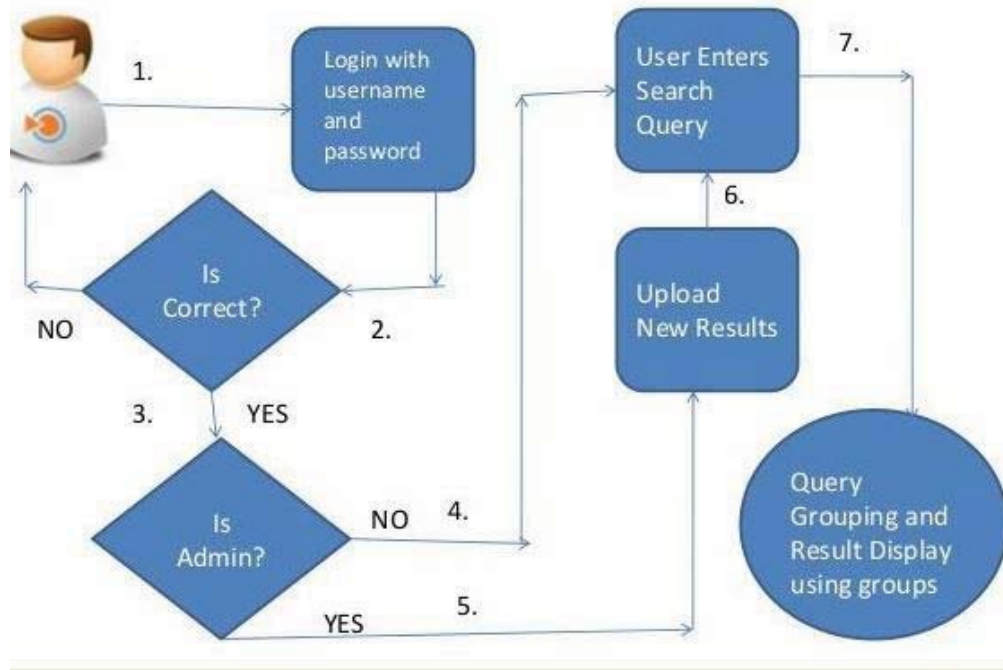 1.
Login with
username
and
password
User Enters
Search
Query
7.
6.
Is
Correct?
NO
2.
Upload
New Results
3.
YES
Is
Admin?
NO
4.
YES
5.
Query
Grouping and
Result Display
using groups